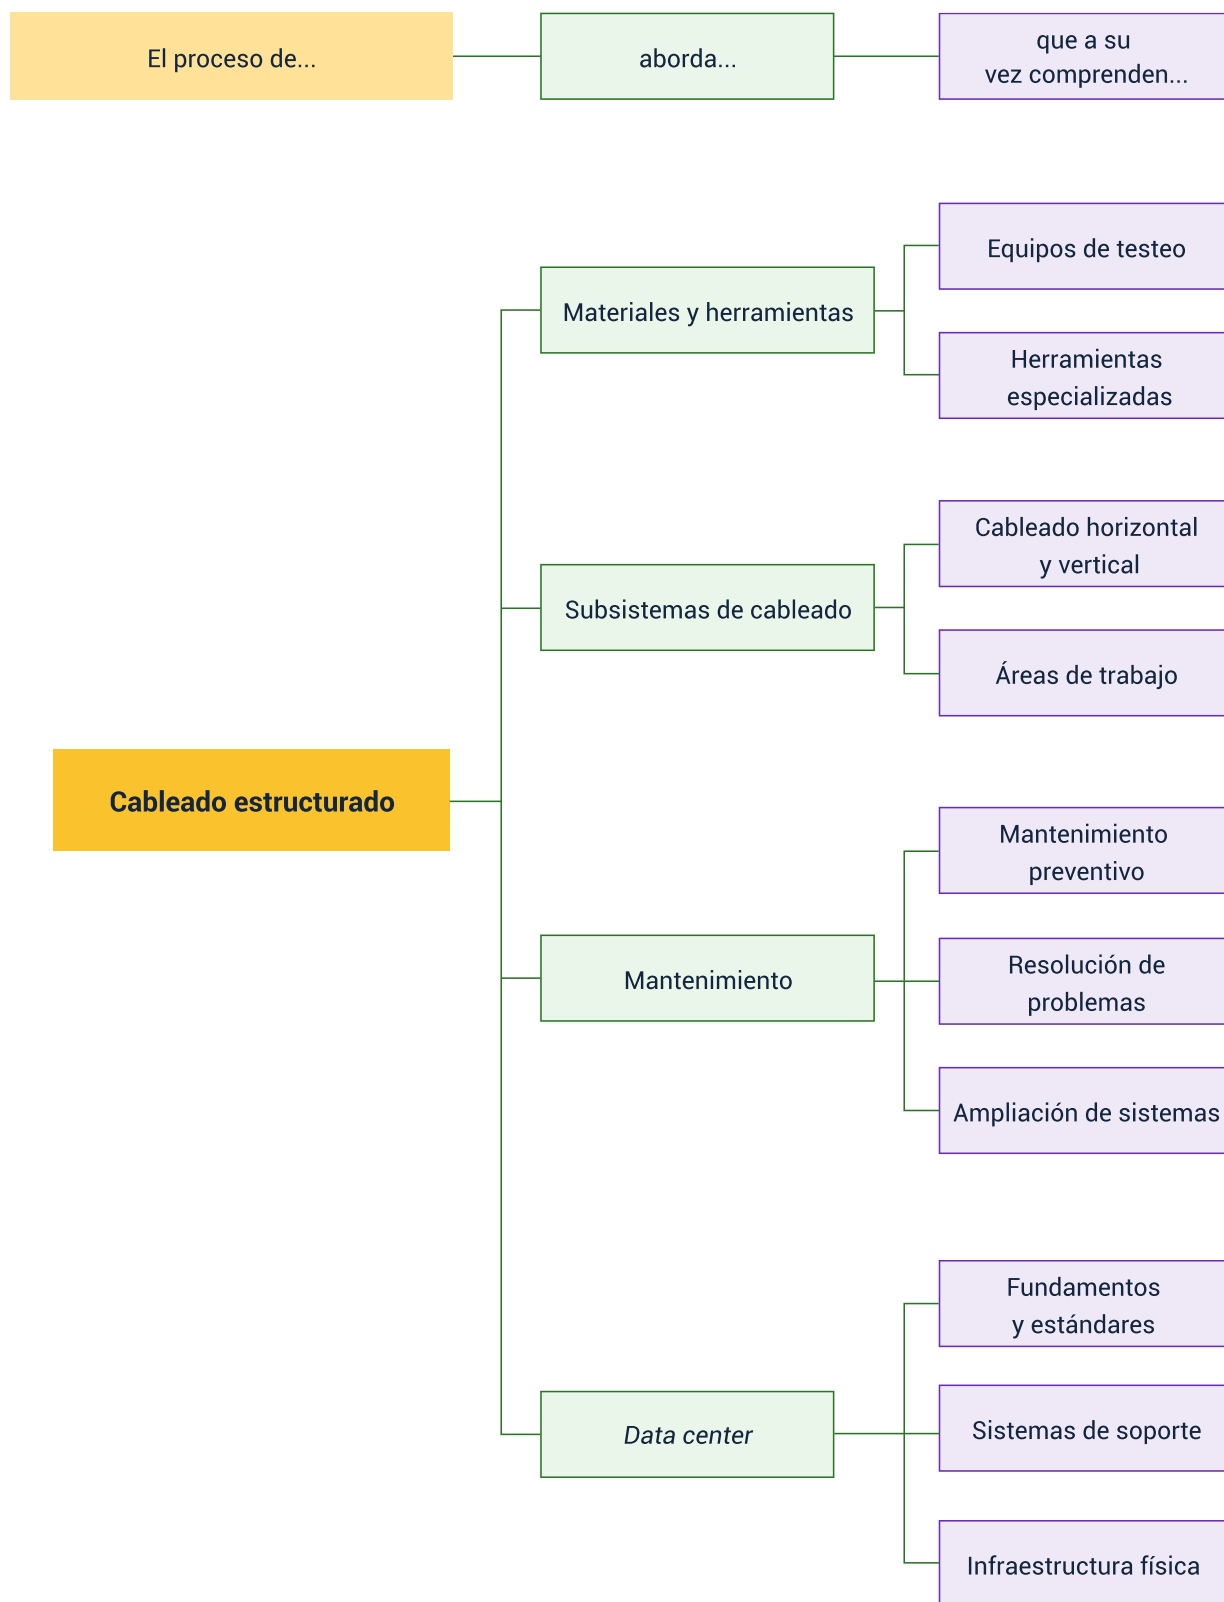 El proceso de...
aborda...
que a su
vez comprenden...
Equipos de testeo
Materiales y herramientas
Herramientas
especializadas
Cableado horizontal
y vertical
Subsistemas de cableado
Áreas de trabajo
Cableado estructurado
Mantenimiento
preventivo
Mantenimiento
Resolución de
problemas
Ampliación de sistemas
Fundamentos
y estándares
Data center
Sistemas de soporte
Infraestructura física